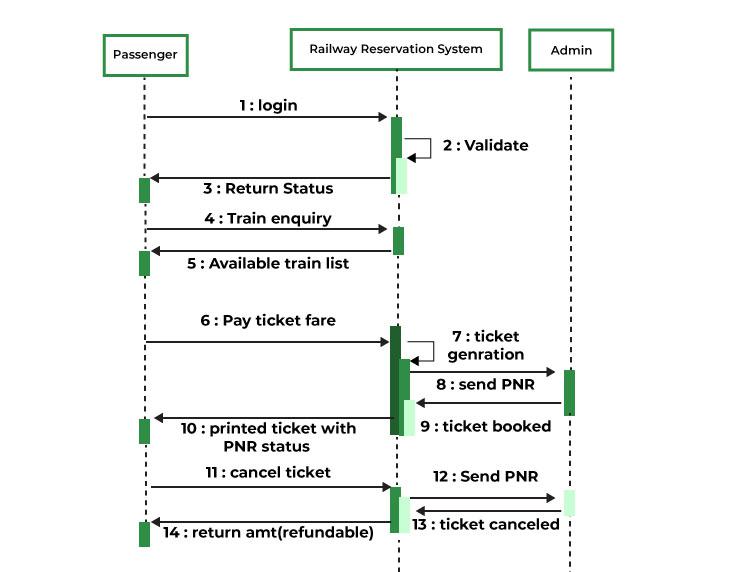 Passenger
Railway Reservation System
Admin
1 : login
2 : Validate
3 : Return Status
4 : Train enquiry
5 : Available train list
6 : Pay ticket fare
7 : ticket
genration
8 : send PNR
9 : ticket booked
10 : printed ticket with
PNR status
11 : cancel ticket
12 : Send PNR
13 : ticket canceled
14 : return amt(refundable)